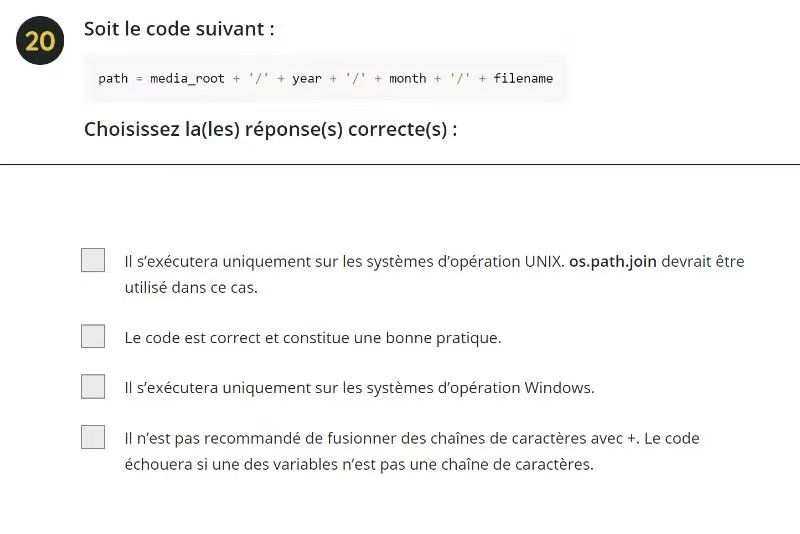 20
Soit le code suivant :
path = media_root + '/' + year + '/' + month + '/' + filename
Choisissez la(les) réponse(s) correcte(s) :
Il s’exécutera uniquement sur les systèmes d’opération UNIX. os.path.join devrait être
utilisé dans ce cas.
Le code est correct et constitue une bonne pratique.
Il s’exécutera uniquement sur les systèmes d’opération Windows.
Il n’est pas recommandé de fusionner des chaînes de caractères avec +. Le code
échouera si une des variables n’est pas une chaîne de caractères.